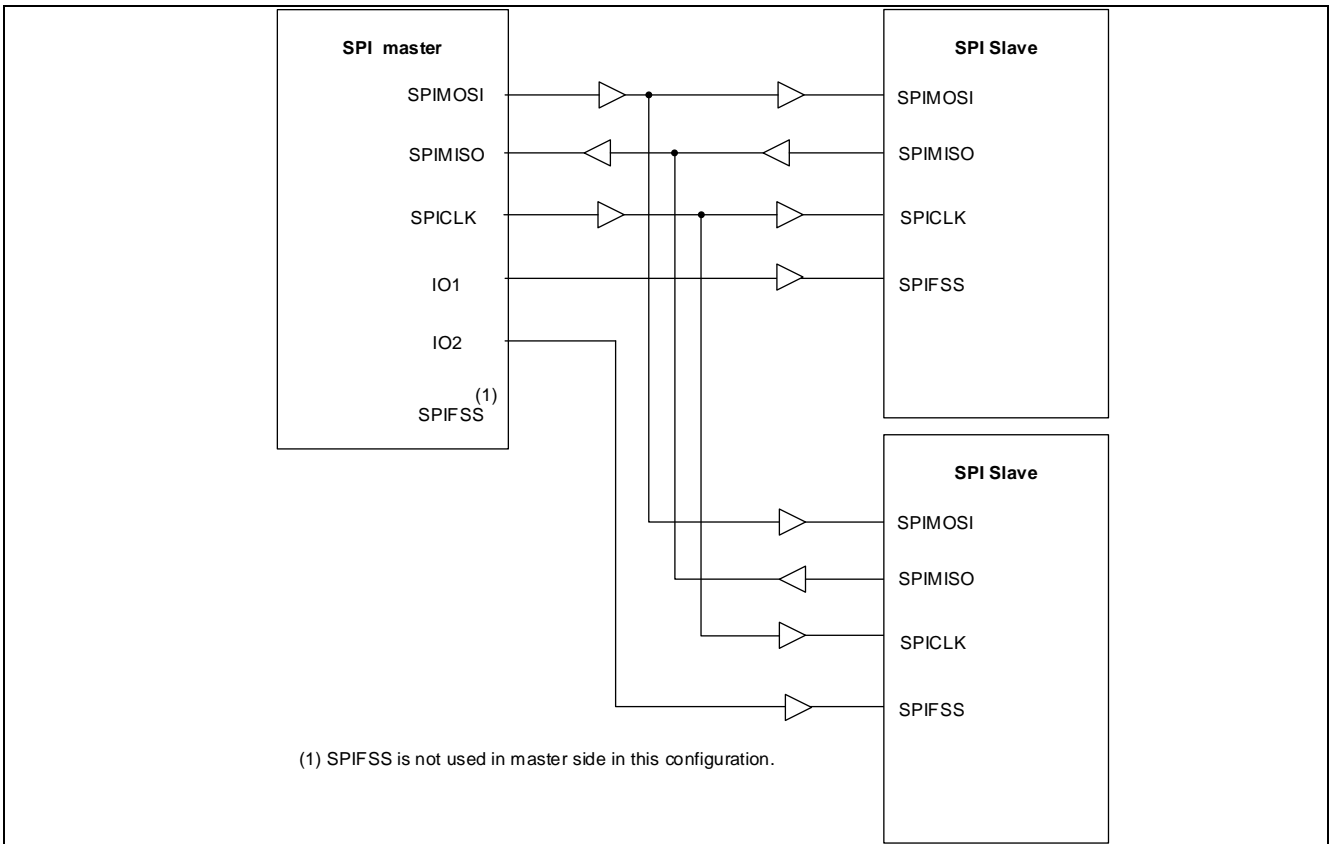 SPI master
SPIMOSI
SPIMISO
SPICLK
IO1
IO2
(1)
SPIFSS
SPI Slave
SPIMOSI
SPIMISO
SPICLK
SPIFSS
SPI Slave
SPIMOSI
SPIMISO
SPICLK
SPIFSS
(1) SPIFSS is not used in master side in this configuration.